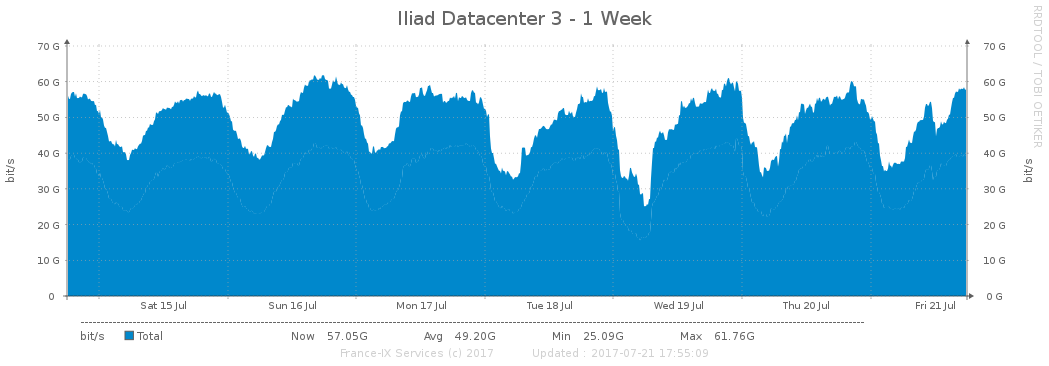 Iliad Datacenter 3 - 1 Week
RRDTOOL / TOBI OETIKER
70 G 70 G
60 G 60 G
50 G 50 G
40 G 40 G
30 G 30 G
20 G 20 G
10 G 10 G
0 0 G
bit/s bit/s
Sat 15 Jul Sun 16 Jul Mon 17 Jul Tue 18 Jul Wed 19 Jul Thu 20 Jul Fri 21 Jul
bit/s Total Now 57.05G Avg 49.20G Min 25.09G Max 61.76G
France-IX Services (c) 2017 Updated : 2017-07-21 17:55:09